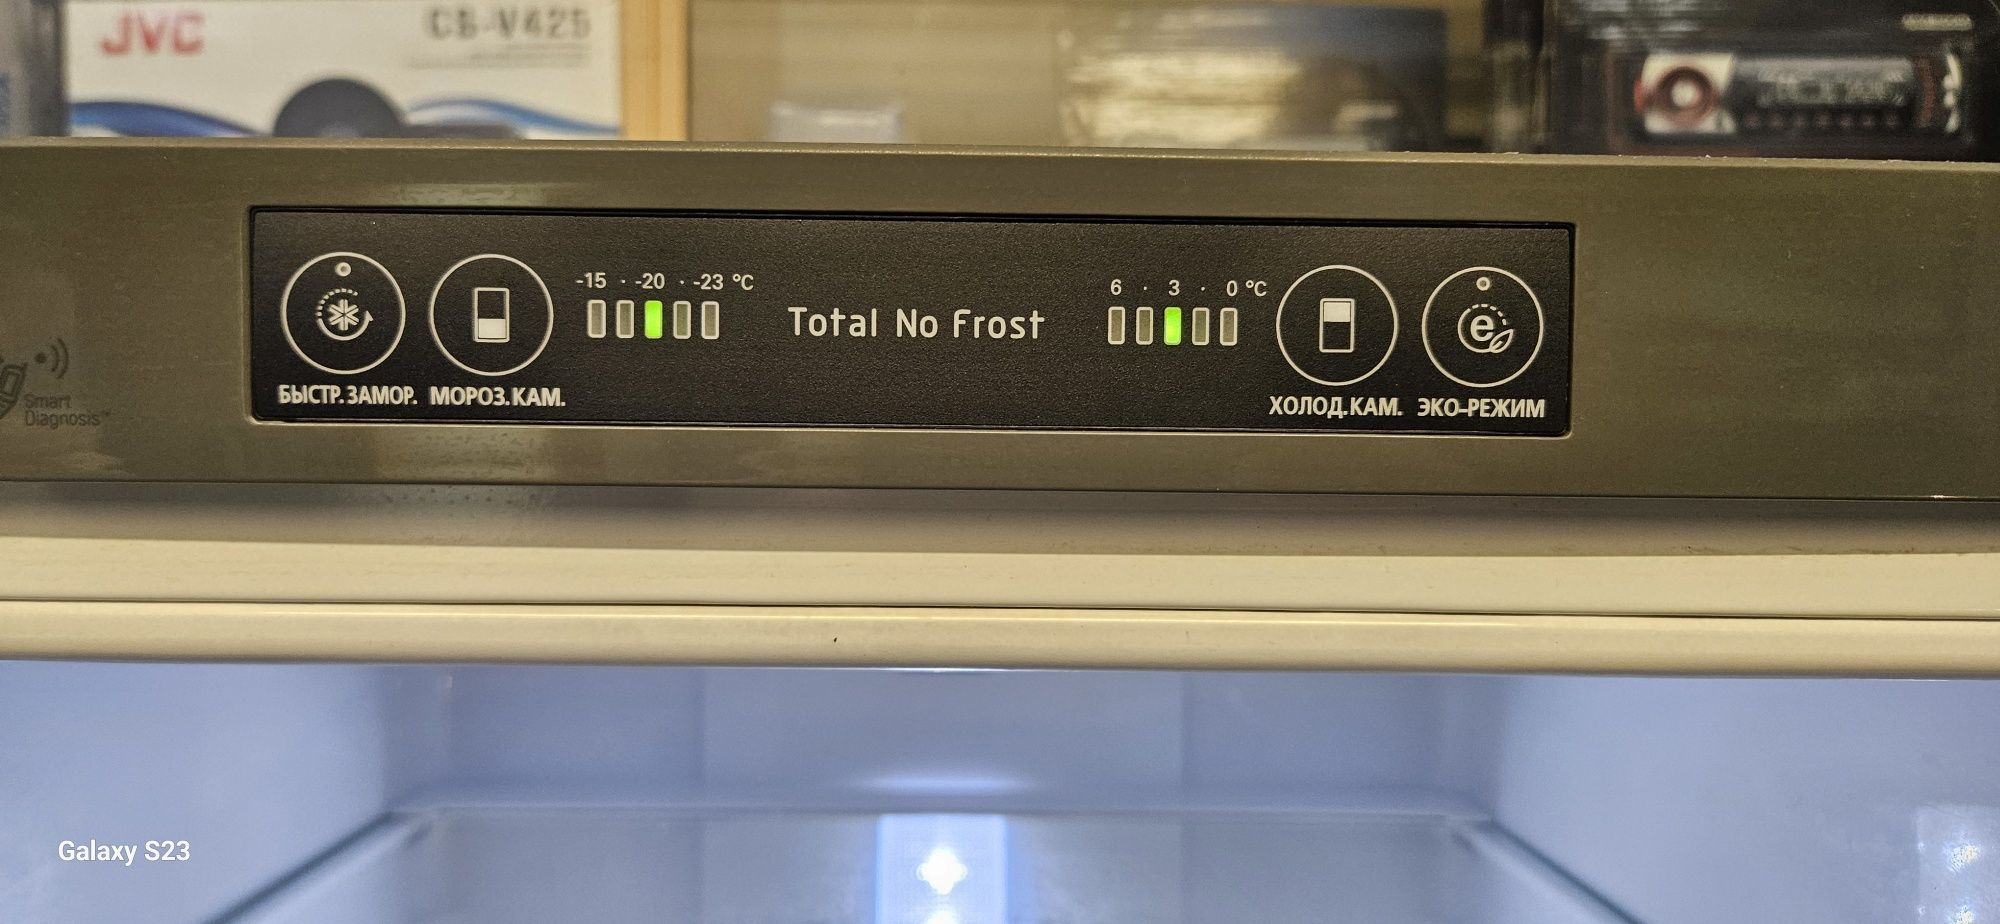 JVC
CS-V425
-15 · -20 · -23 °C
Total No Frost
6 · 3 · 0 °C
БЫСТР.ЗАМОР.
МОРОЗ.КАМ.
ХОЛОД.КАМ.
ЭКО-РЕЖИМ
Smart
Diagnosis™
Galaxy S23